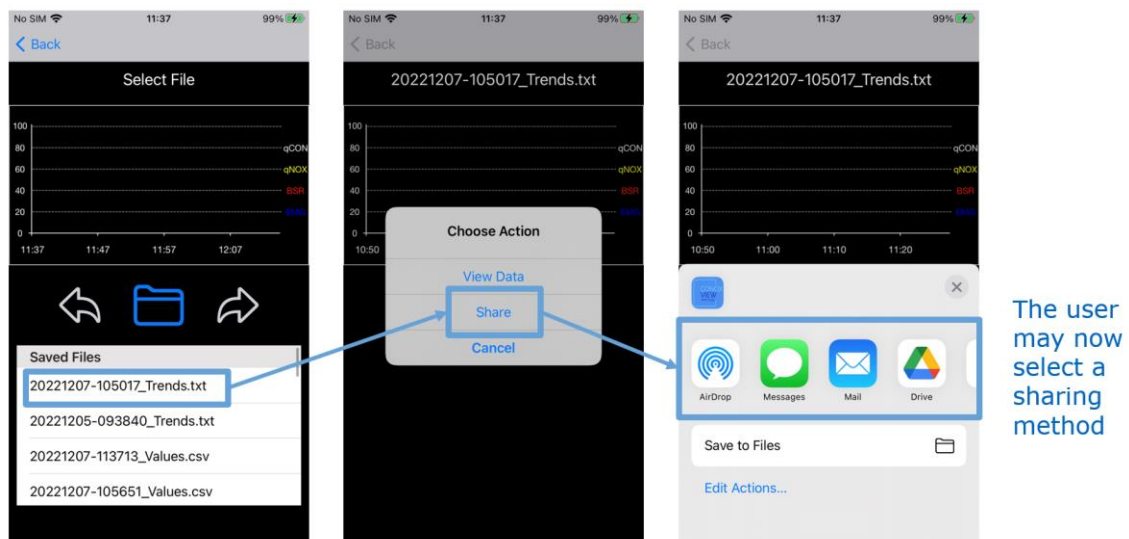 No SIM 11:37 99%
Back
Select File
100
80
60
40
20
0
qCON
qNOX
BSR
EMG
11:37 11:47 11:57 12:07
Saved Files
20221207-105017_Trends.txt
20221205-093840_Trends.txt
20221207-113713_Values.csv
20221207-105651_Values.csv
No SIM 11:37 99%
Back
20221207-105017_Trends.txt
100
80
60
40
20
0
qCON
qNOX
BSR
EMG
10:50
Choose Action
View Data
Share
Cancel
No SIM 11:37 99%
Back
20221207-105017_Trends.txt
100
80
60
40
20
0
qCON
qNOX
BSR
EMG
10:50 11:00 11:10 11:20
VIEW
AirDrop Messages Mail Drive
Save to Files
Edit Actions...
The user
may now
select a
sharing
method